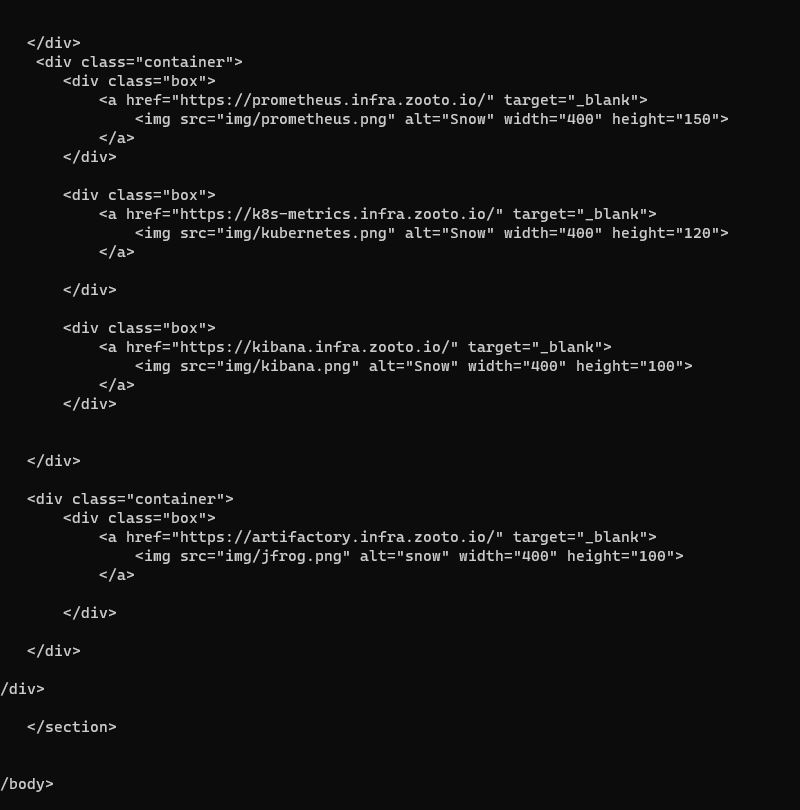 </div>
<div class="container">
<div class="box">
<a href="https://prometheus.infra.zooto.io/" target="_blank">
<img src="img/prometheus.png" alt="Snow" width="400" height="150">
</a>
</div>
<div class="box">
<a href="https://k8s-metrics.infra.zooto.io/" target="_blank">
<img src="img/kubernetes.png" alt="Snow" width="400" height="120">
</a>
</div>
<div class="box">
<a href="https://kibana.infra.zooto.io/" target="_blank">
<img src="img/kibana.png" alt="Snow" width="400" height="100">
</a>
</div>
</div>
<div class="container">
<div class="box">
<a href="https://artifactory.infra.zooto.io/" target="_blank">
<img src="img/jfrog.png" alt="snow" width="400" height="100">
</a>
</div>
</div>
/div>
</section>
/body>